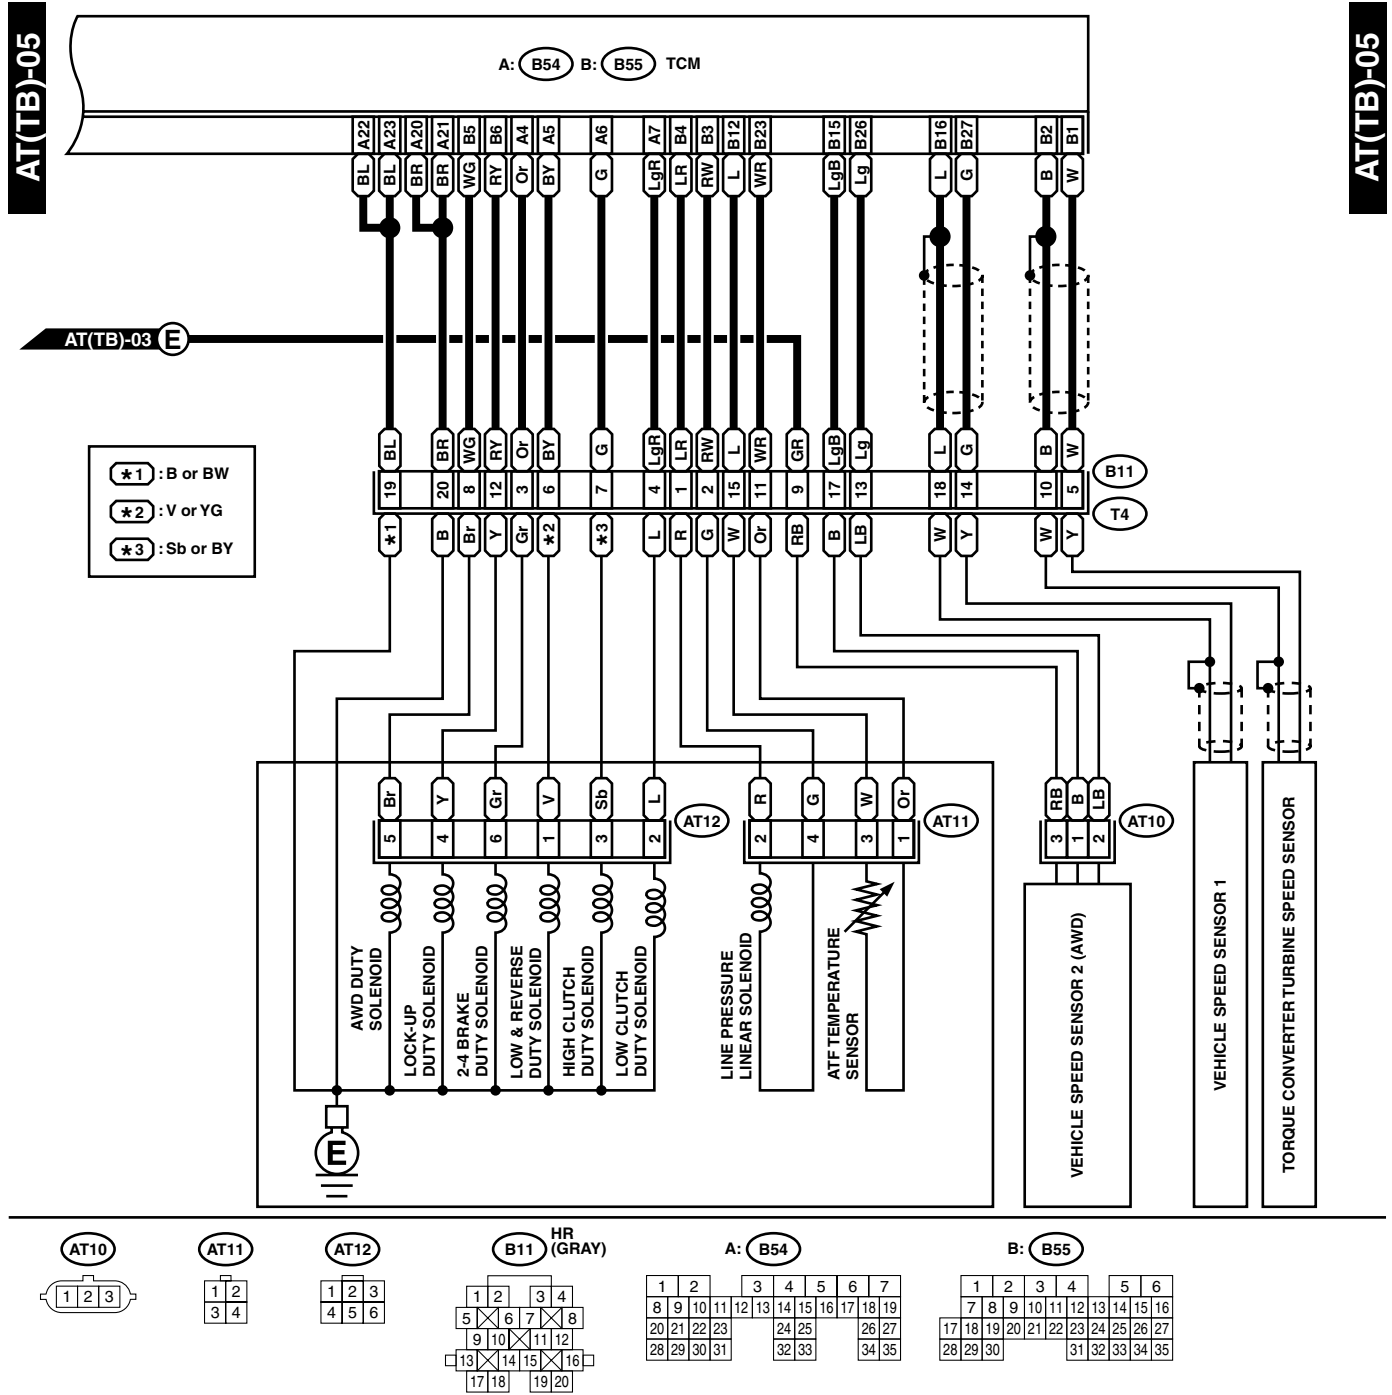 AT(TB)-05
AT(TB)-05
A: B54 B: B55 TCM
A22 A23 A20 A21 B5 B6 A4 A5 A6 A7 B4 B3 B12 B23 B15 B26 B16 B27 B2 B1
BL BL BR BR WG RY Or BY G LgR LR RW L WR LgB Lg L G B W
AT(TB)-03 E
BL BR WG RY Or BY G LgR LR RW L WR GR LgB Lg L G B W
19 20 8 12 3 6 7 4 1 2 15 11 9 17 13 18 14 10 5
B11
T4
*1 B Br Y Gr *2 *3 L R G W Or RB B LB W Y W Y
*1 : B or BW
*2 : V or YG
*3 : Sb or BY
Br Y Gr V Sb L
5 4 6 1 3 2
AT12
R G W Or
2 4 3 1
AT11
RB B LB
3 1 2
AT10
AWD DUTY
SOLENOID
LOCK-UP
DUTY SOLENOID
2-4 BRAKE
DUTY SOLENOID
LOW & REVERSE
DUTY SOLENOID
HIGH CLUTCH
DUTY SOLENOID
LOW CLUTCH
DUTY SOLENOID
LINE PRESSURE
LINEAR SOLENOID
ATF TEMPERATURE
SENSOR
VEHICLE SPEED SENSOR 2 (AWD)
VEHICLE SPEED SENSOR 1
TORQUE CONVERTER TURBINE SPEED SENSOR
E
AT10
1 2 3
AT11
1 2
3 4
AT12
1 2 3
4 5 6
B11 HR
(GRAY)
1 2 3 4
5 6 7 8
9 10 11 12
13 14 15 16
17 18 19 20
A: B54
1 2 3 4 5 6 7
8 9 10 11 12 13 14 15 16 17 18 19
20 21 22 23 24 25 26 27
28 29 30 31 32 33 34 35
B: B55
1 2 3 4 5 6
7 8 9 10 11 12 13 14 15 16
17 18 19 20 21 22 23 24 25 26 27
28 29 30 31 32 33 34 35